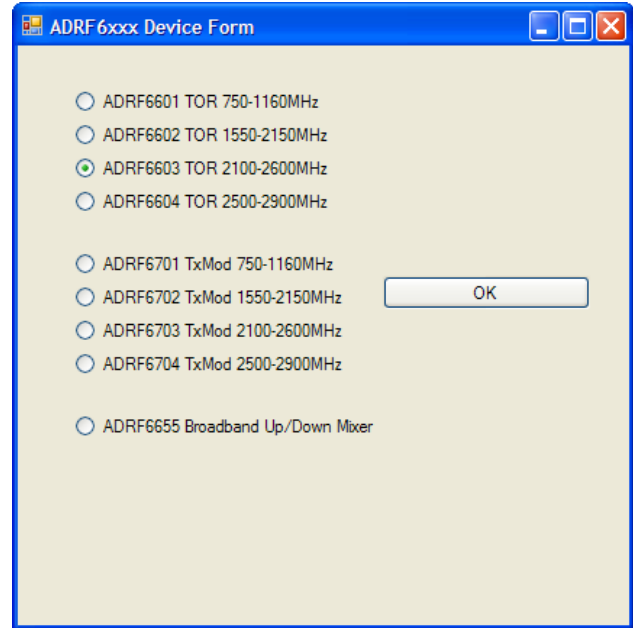 ADRF6xxx Device Form
ADRF6601 TOR 750-1160MHz
ADRF6602 TOR 1550-2150MHz
ADRF6603 TOR 2100-2600MHz
ADRF6604 TOR 2500-2900MHz
ADRF6701 TxMod 750-1160MHz
ADRF6702 TxMod 1550-2150MHz
OK
ADRF6703 TxMod 2100-2600MHz
ADRF6704 TxMod 2500-2900MHz
ADRF6655 Broadband Up/Down Mixer